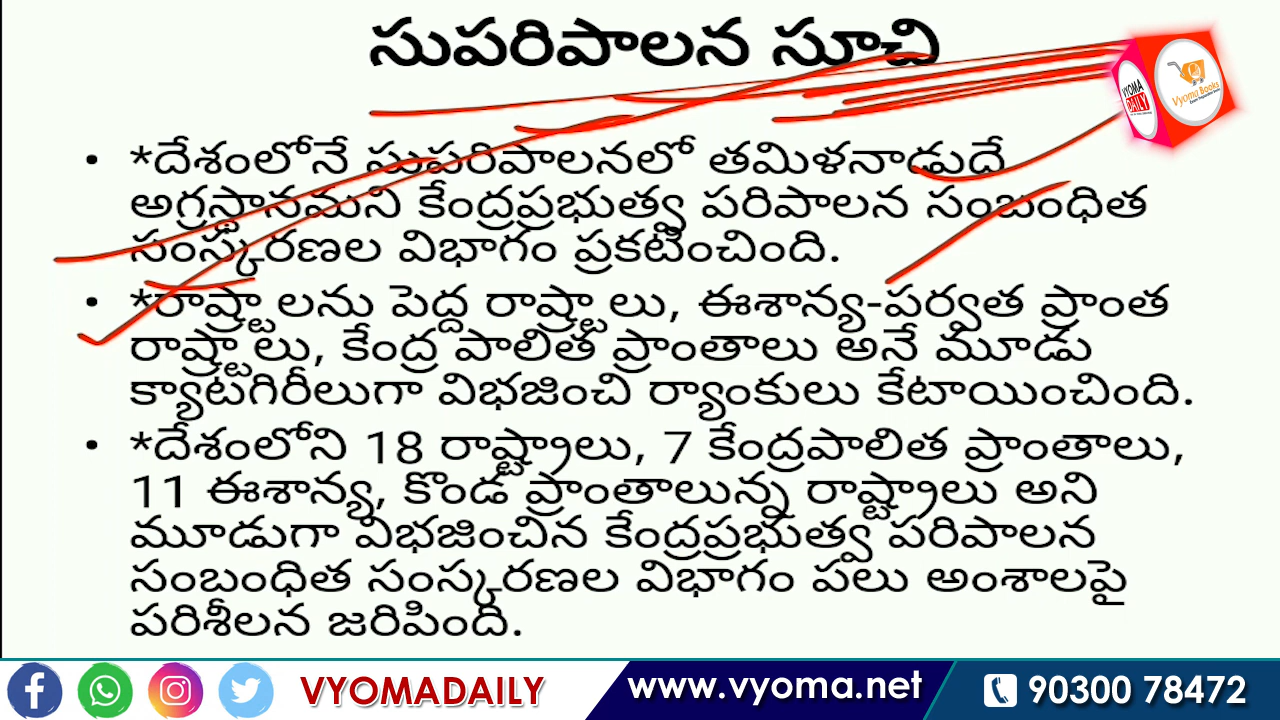 సుపరిపాలన సూచి
VYOMA
DAILY
Vyoma Books
• *దేశంలోనే సుపరిపాలనలో తమిళనాడుదే
అగ్రస్థానమని కేంద్రప్రభుత్వ పరిపాలన సంబంధిత
సంస్కరణల విభాగం ప్రకటించింది.
• *రాష్ట్రాలను పెద్ద రాష్ట్రాలు, ఈశాన్య-పర్వత ప్రాంత
రాష్ట్రాలు, కేంద్ర పాలిత ప్రాంతాలు అనే మూడు
క్యాటగిరీలుగా విభజించి ర్యాంకులు కేటాయించింది.
• *దేశంలోని 18 రాష్ట్రాలు, 7 కేంద్రపాలిత ప్రాంతాలు,
11 ఈశాన్య, కొండ ప్రాంతాలున్న రాష్ట్రాలు అని
మూడుగా విభజించిన కేంద్రప్రభుత్వ పరిపాలన
సంబంధిత సంస్కరణల విభాగం పలు అంశాలపై
పరిశీలన జరిపింది.
VYOMADAILY www.vyoma.net 90300 78472